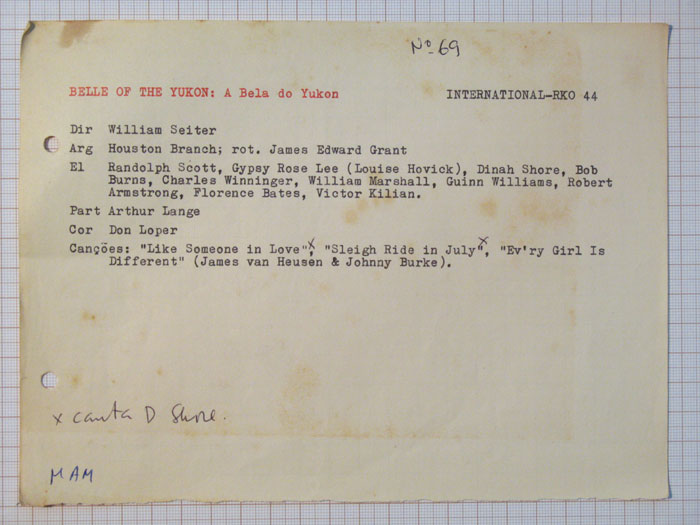 Nº 69
BELLE OF THE YUKON: A Bela do Yukon INTERNATIONAL-RKO 44
Dir William Seiter
Arg Houston Branch; rot. James Edward Grant
El Randolph Scott, Gypsy Rose Lee (Louise Hovick), Dinah Shore, Bob
Burns, Charles Winninger, William Marshall, Guinn Williams, Robert
Armstrong, Florence Bates, Victor Kilian.
Part Arthur Lange
Cor Don Loper
Canções: "Like Someone in Love"x, "Sleigh Ride in July"x, "Ev'ry Girl Is
Different" (James van Heusen & Johnny Burke).
x canta D Shore.
MAM